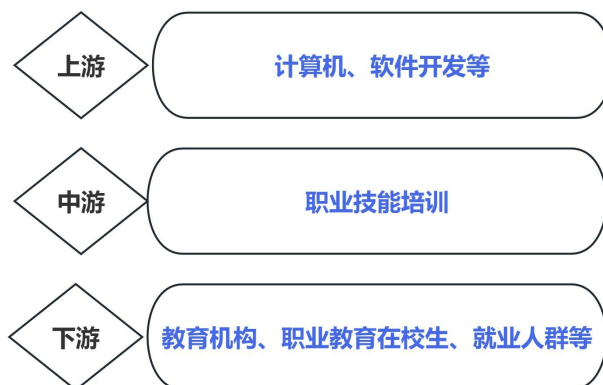 上游
计算机、软件开发等
中游
职业技能培训
下游
教育机构、职业教育在校生、就业人群等